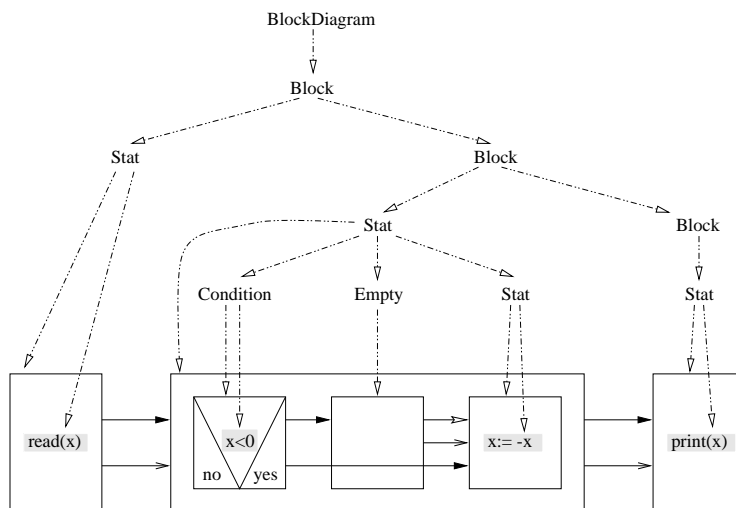 BlockDiagram
Block
Stat Block
Stat Block
Condition Empty Stat Stat
read(x) x<0 x:= -x print(x)
no yes